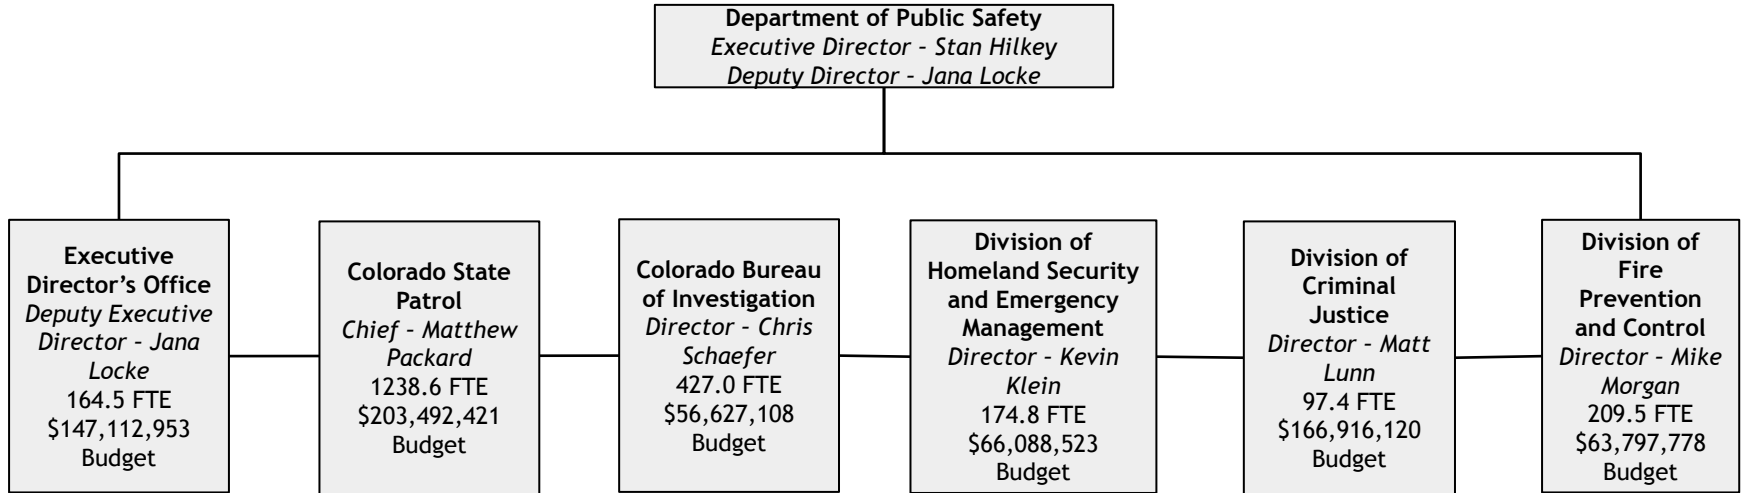 Department of Public Safety
Executive Director – Stan Hilkey
Deputy Director – Jana Locke
Executive
Director’s Office
Deputy Executive
Director – Jana
Locke
164.5 FTE
$147,112,953
Budget
Colorado State
Patrol
Chief – Matthew
Packard
1238.6 FTE
$203,492,421
Budget
Colorado Bureau
of Investigation
Director – Chris
Schaefer
427.0 FTE
$56,627,108
Budget
Division of
Homeland Security
and Emergency
Management
Director – Kevin
Klein
174.8 FTE
$66,088,523
Budget
Division of
Criminal
Justice
Director – Matt
Lunn
97.4 FTE
$166,916,120
Budget
Division of
Fire
Prevention
and Control
Director – Mike
Morgan
209.5 FTE
$63,797,778
Budget